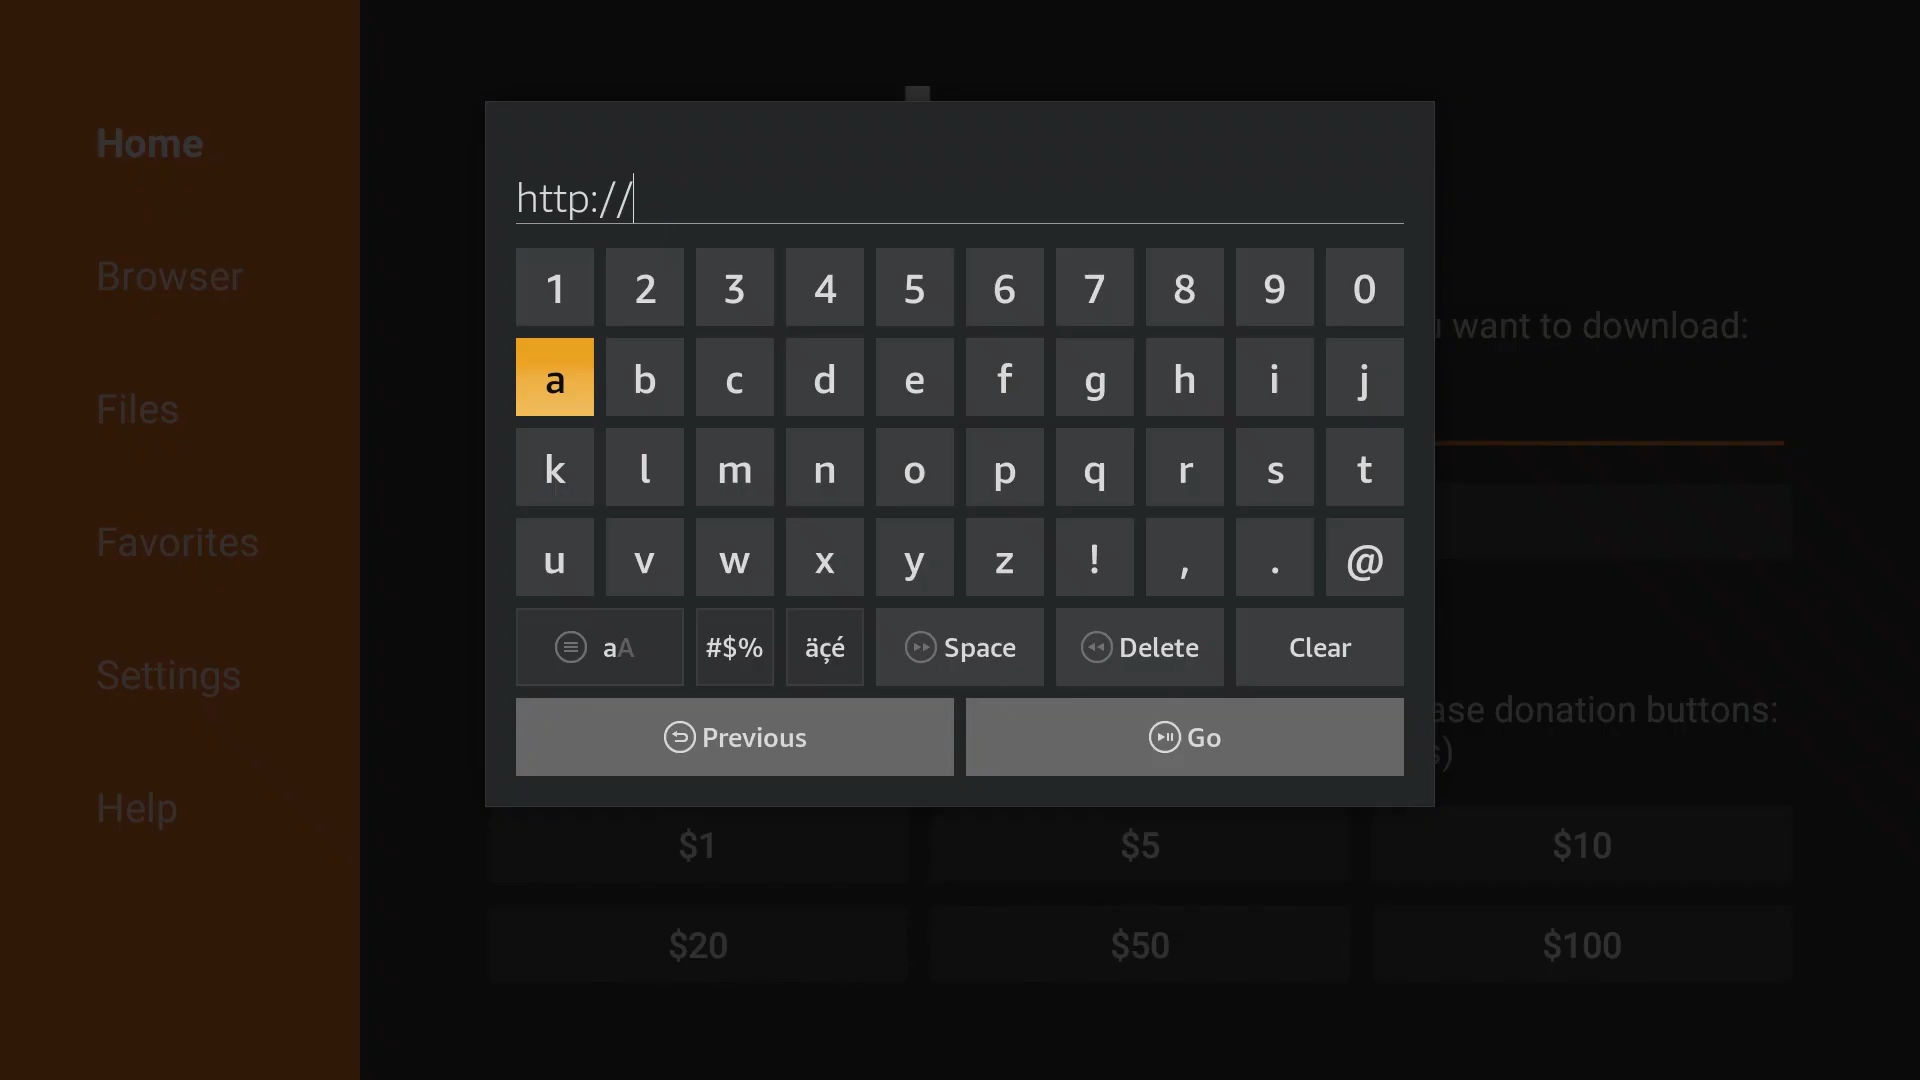 Home
Browser
Files
Favorites
Settings
Help
http://
1 2 3 4 5 6 7 8 9 0
a b c d e f g h i j
k l m n o p q r s t
u v w x y z ! , . @
aA #$% äçé Space Delete Clear
Previous Go
want to download:
donation buttons:
$1 $5 $10
$20 $50 $100